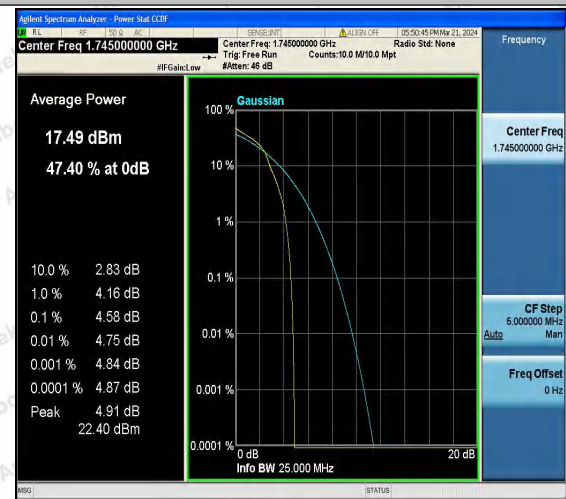 Agilent Spectrum Analyzer - Power Stat CCDF
RL RF 50 Ω AC SENSE:INT ALIGN OFF 05:50:45 PM Mar 21, 2024
Center Freq 1.745000000 GHz
Center Freq: 1.745000000 GHz Radio Std: None
Trig: Free Run Counts:10.0 M/10.0 Mpt
#IFGain:Low #Atten: 46 dB
Frequency
Average Power
17.49 dBm
47.40 % at 0dB
10.0 % 2.83 dB
1.0 % 4.16 dB
0.1 % 4.58 dB
0.01 % 4.75 dB
0.001 % 4.84 dB
0.0001 % 4.87 dB
Peak 4.91 dB
22.40 dBm
Gaussian
100 %
10 %
1 %
0.1 %
0.01 %
0.001 %
0.0001 %
0 dB 20 dB
Info BW 25.000 MHz
Center Freq
1.745000000 GHz
CF Step
5.000000 MHz
Auto Man
Freq Offset
0 Hz
MSG STATUS